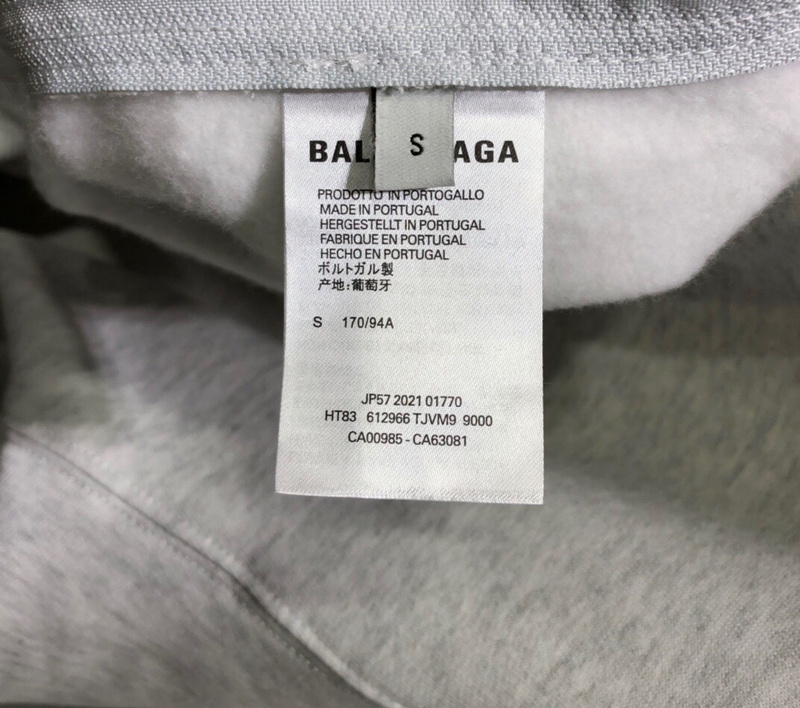 S
BAL AGA
PRODOTTO IN PORTOGALLO
MADE IN PORTUGAL
HERGESTELLT IN PORTUGAL
FABRIQUE EN PORTUGAL
HECHO EN PORTUGAL
ポルトガル製
产地:葡萄牙
S 170/94A
JP57 2021 01770
HT83 612966 TJVM9 9000
CA00985 - CA63081